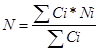 N = ∑ Ci * Ni / ∑ Ci